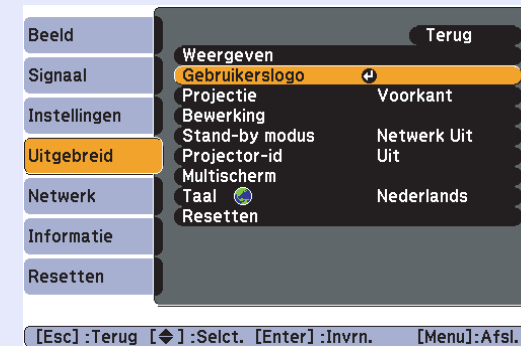 Beeld
Signaal
Instellingen
Uitgebreid
Netwerk
Informatie
Resetten
Terug
Weergeven
Gebruikerslogo
Projectie Voorkant
Bewerking
Stand-by modus Netwerk Uit
Projector-id Uit
Multischerm
Taal Nederlands
Resetten
[Esc] :Terug [◆] :Selct. [Enter] :Invrn. [Menu]:Afsl.